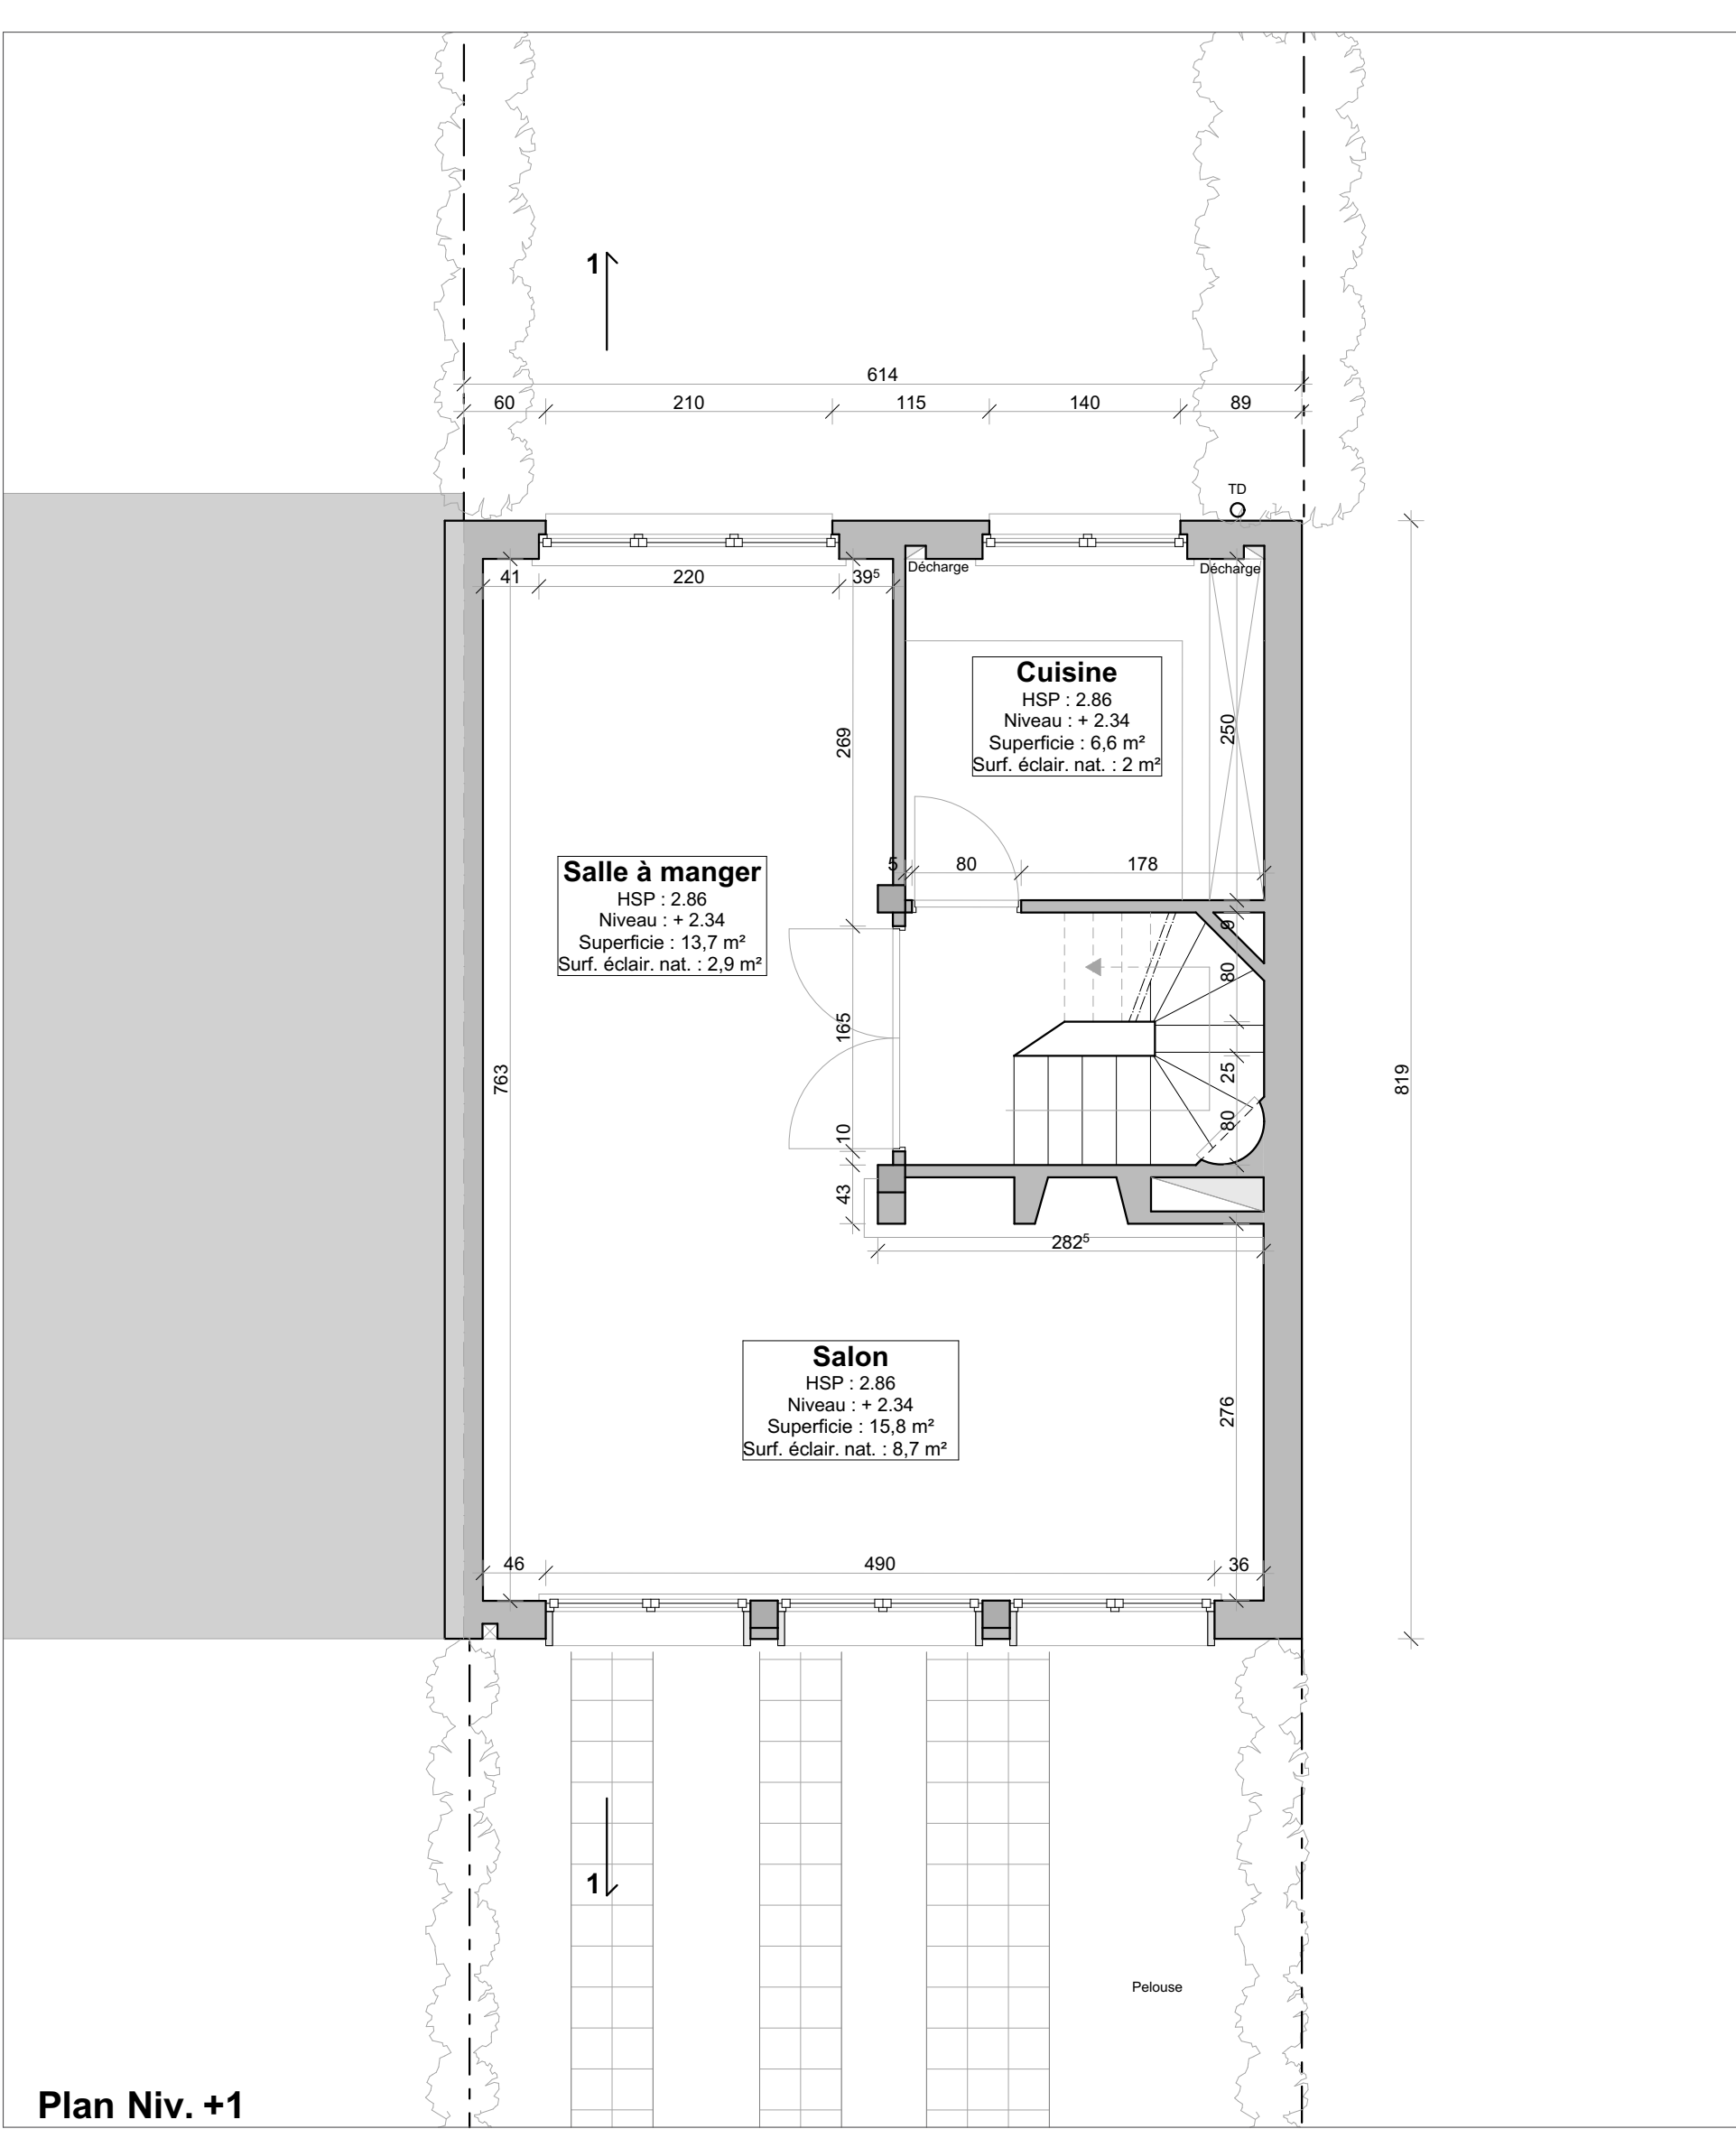 1
614
60
210
115
140
89
TD
Décharge
Décharge
41
220
39⁵
Cuisine
HSP : 2.86
Niveau : + 2.34
Superficie : 6,6 m²
Surf. éclair. nat. : 2 m²
250
269
5
80
178
Salle à manger
HSP : 2.86
Niveau : + 2.34
Superficie : 13,7 m²
Surf. éclair. nat. : 2,9 m²
9
80
165
763
25
819
80
10
43
282⁵
Salon
HSP : 2.86
Niveau : + 2.34
Superficie : 15,8 m²
Surf. éclair. nat. : 8,7 m²
276
46
490
36
1
Pelouse
Plan Niv. +1